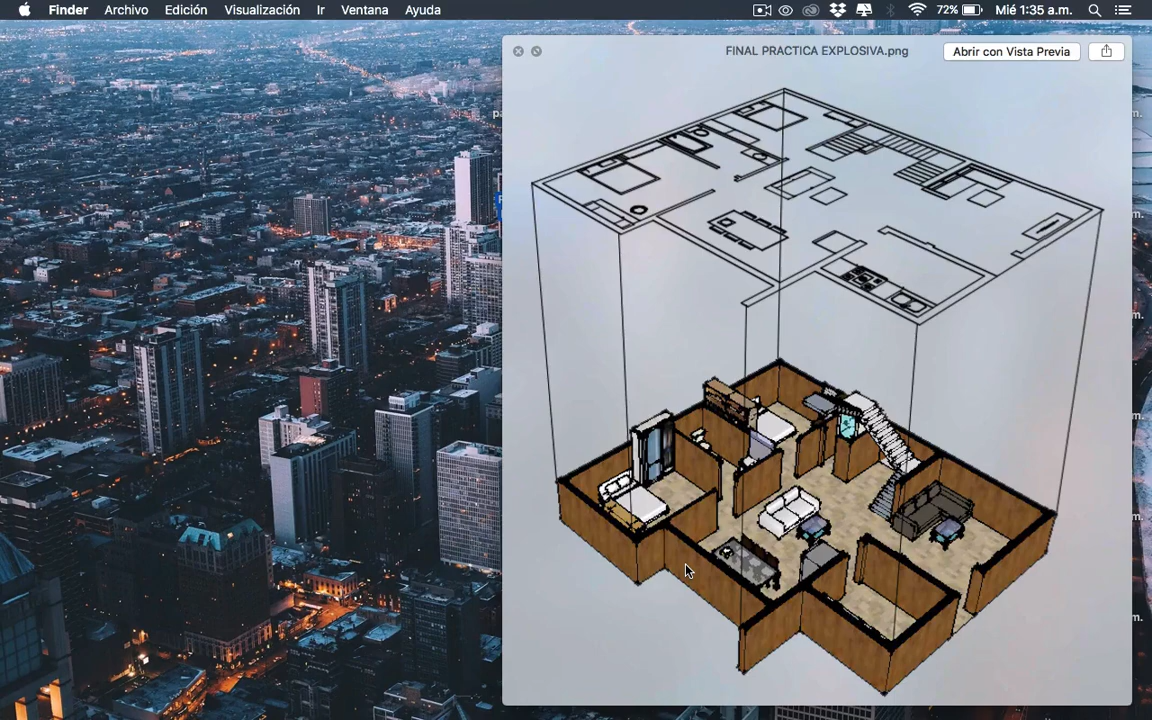 Finder Archivo Edición Visualización Ir Ventana Ayuda 72% Mié 1:35 a.m.
FINAL PRACTICA EXPLOSIVA.png Abrir con Vista Previa